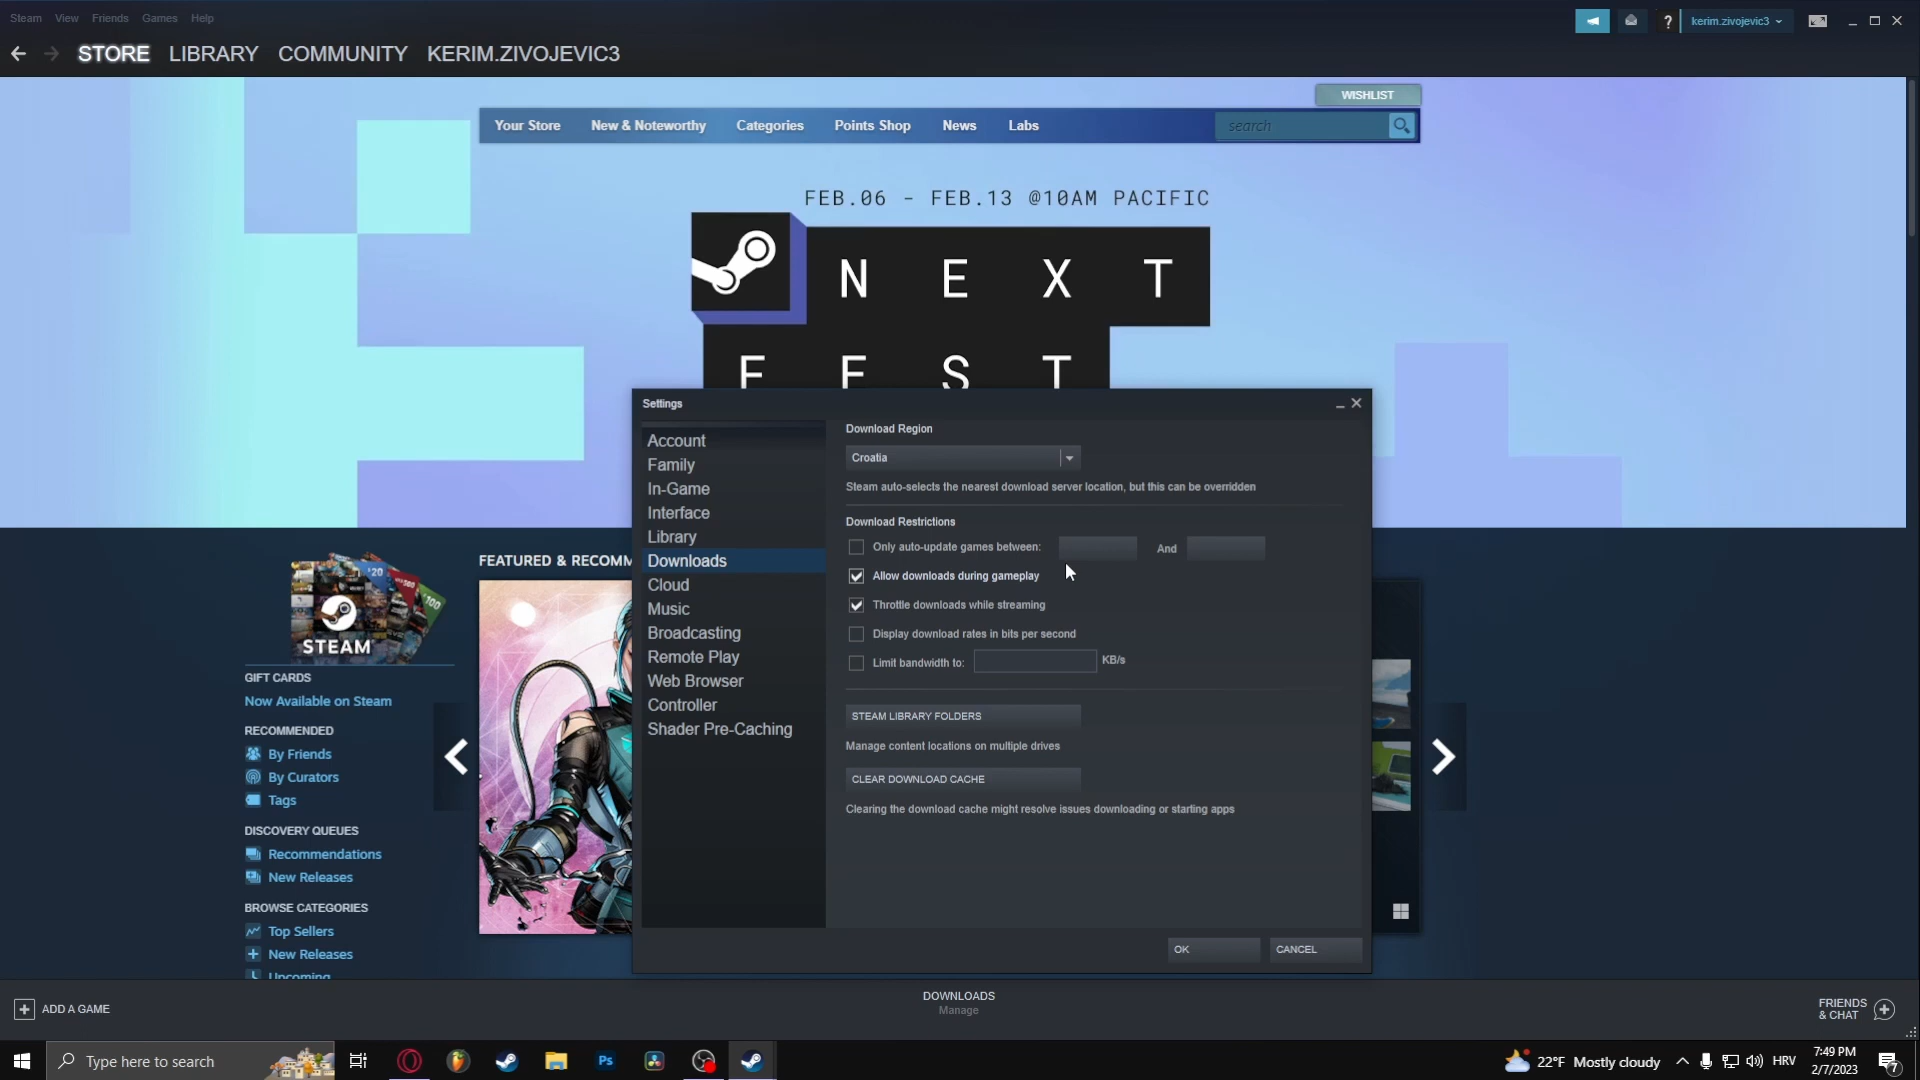 Steam View Friends Games Help
kerim.zivojevic3
STORE LIBRARY COMMUNITY KERIM.ZIVOJEVIC3
WISHLIST
Your Store New & Noteworthy Categories Points Shop News Labs search
FEB.06 - FEB.13 @10AM PACIFIC
NEXT
FEST
Settings
Account
Family
In-Game
Interface
Library
Downloads
Cloud
Music
Broadcasting
Remote Play
Web Browser
Controller
Shader Pre-Caching
Download Region
Croatia
Steam auto-selects the nearest download server location, but this can be overridden
Download Restrictions
Only auto-update games between: And
Allow downloads during gameplay
Throttle downloads while streaming
Display download rates in bits per second
Limit bandwidth to: KB/s
STEAM LIBRARY FOLDERS
Manage content locations on multiple drives
CLEAR DOWNLOAD CACHE
Clearing the download cache might resolve issues downloading or starting apps
OK CANCEL
FEATURED & RECOMM
$20
$100
STEAM
GIFT CARDS
Now Available on Steam
RECOMMENDED
By Friends
By Curators
Tags
DISCOVERY QUEUES
Recommendations
New Releases
BROWSE CATEGORIES
Top Sellers
New Releases
Upcoming
ADD A GAME
DOWNLOADS
Manage
FRIENDS
& CHAT
Type here to search
Ps
22°F Mostly cloudy
HRV
7:49 PM
2/7/2023
7